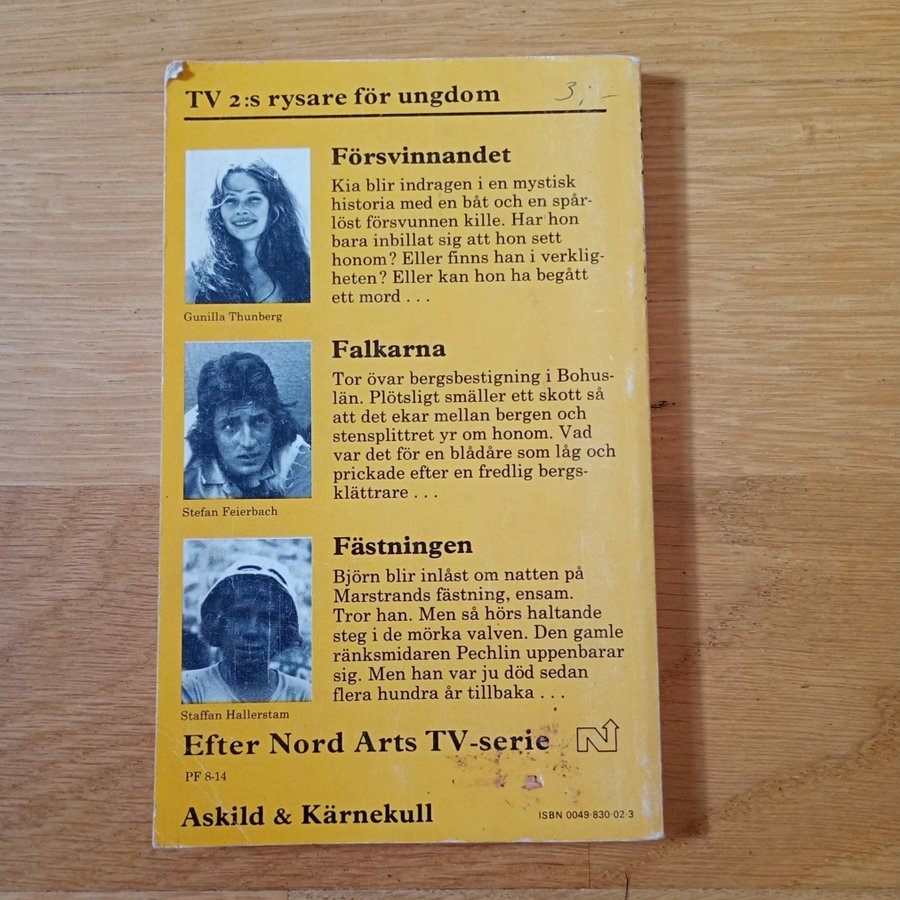 TV 2:s rysare för ungdom
3,-
Försvinnandet
Kia blir indragen i en mystisk
historia med en båt och en spår-
löst försvunnen kille. Har hon
bara inbillat sig att hon sett
honom? Eller finns han i verklig-
heten? Eller kan hon ha begått
ett mord . . .
Gunilla Thunberg
Falkarna
Tor övar bergsbestigning i Bohus-
län. Plötsligt smäller ett skott så
att det ekar mellan bergen och
stensplittret yr om honom. Vad
var det för en blådåre som låg och
prickade efter en fredlig bergs-
klättrare . . .
Stefan Feierbach
Fästningen
Björn blir inlåst om natten på
Marstrands fästning, ensam.
Tror han. Men så hörs haltande
steg i de mörka valven. Den gamle
ränksmidaren Pechlin uppenbarar
sig. Men han var ju död sedan
flera hundra år tillbaka . . .
Staffan Hallerstam
Efter Nord Arts TV-serie
PF 8-14
Askild & Kärnekull
ISBN 0049-830-02-3